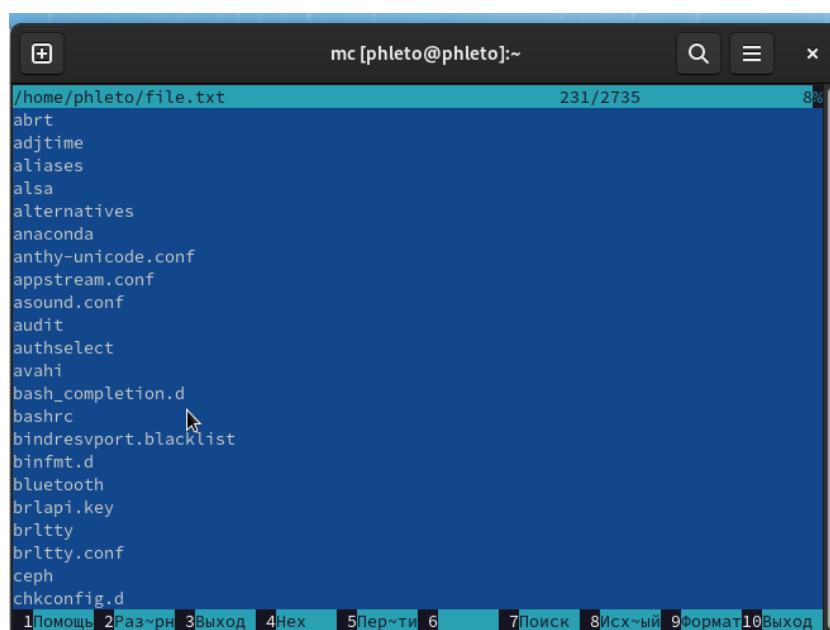 mc [phleto@phleto]:~
/home/phleto/file.txt 231/2735 8%
abrt
adjtime
aliases
alsa
alternatives
anaconda
anthy-unicode.conf
appstream.conf
asound.conf
audit
authselect
avahi
bash_completion.d
bashrc
bindresvport.blacklist
binfmt.d
bluetooth
brlapi.key
brltty
brltty.conf
ceph
chkconfig.d
1Помощь 2Раз~рн 3Выход 4Hex 5Пер~ти 6 7Поиск 8Исх~ый 9Формат10Выход